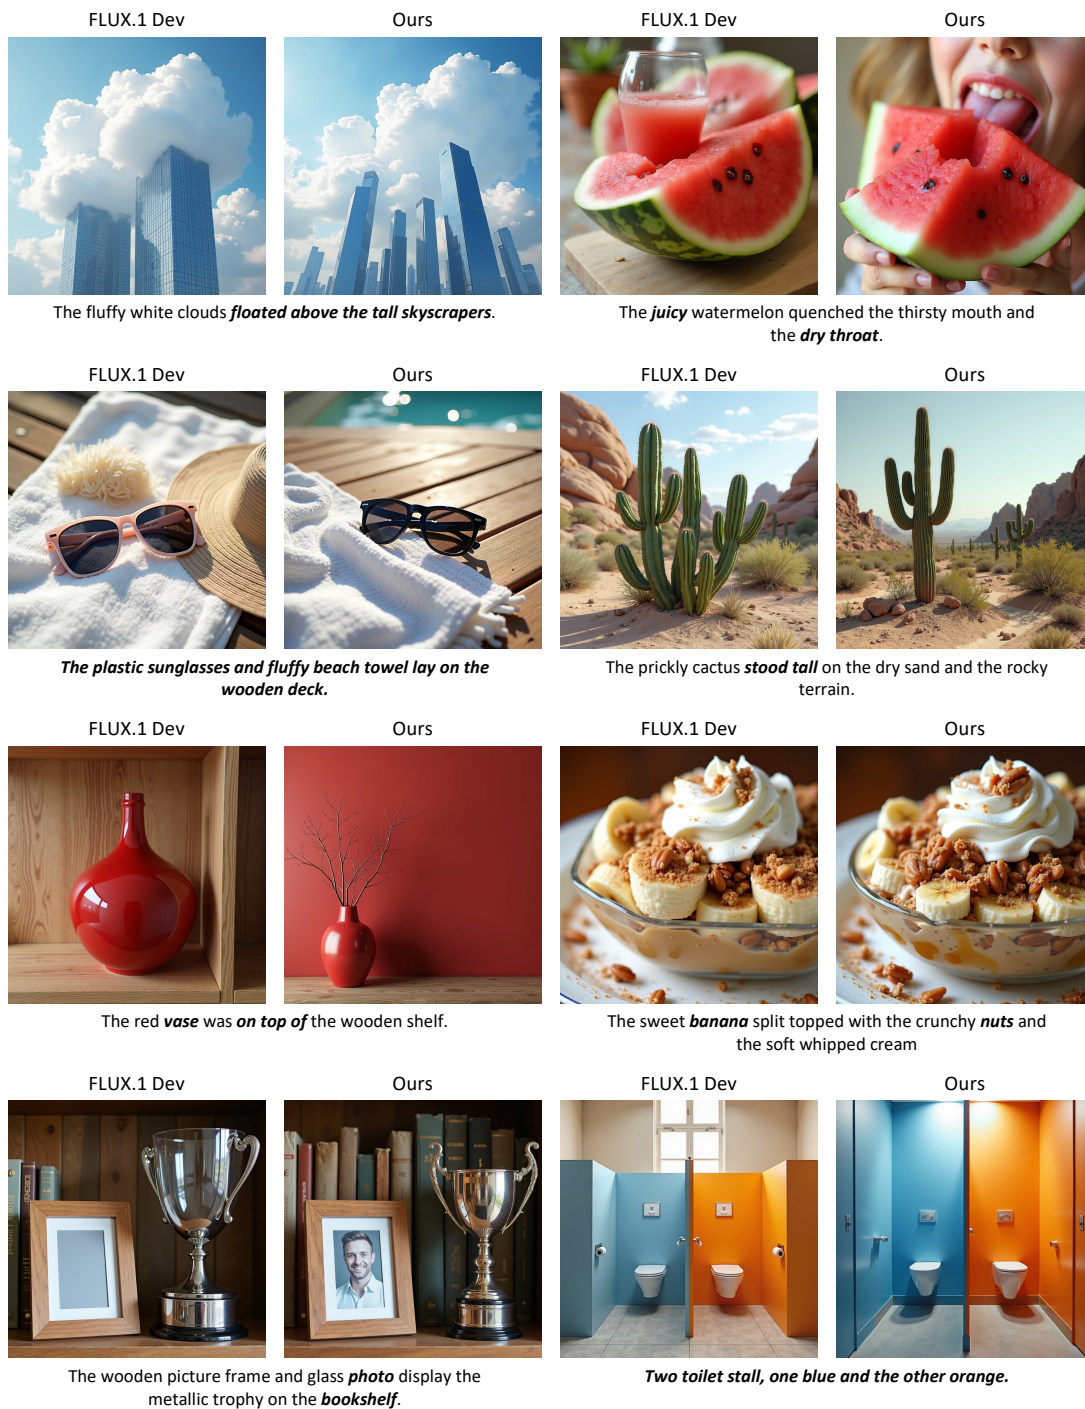 FLUX.1 Dev
Ours
FLUX.1 Dev
Ours
The fluffy white clouds floated above the tall skyscrapers.
The juicy watermelon quenched the thirsty mouth and
the dry throat.
FLUX.1 Dev
Ours
FLUX.1 Dev
Ours
The plastic sunglasses and fluffy beach towel lay on the
wooden deck.
The prickly cactus stood tall on the dry sand and the rocky
terrain.
FLUX.1 Dev
Ours
FLUX.1 Dev
Ours
The red vase was on top of the wooden shelf.
The sweet banana split topped with the crunchy nuts and
the soft whipped cream
FLUX.1 Dev
Ours
FLUX.1 Dev
Ours
The wooden picture frame and glass photo display the
metallic trophy on the bookshelf.
Two toilet stall, one blue and the other orange.